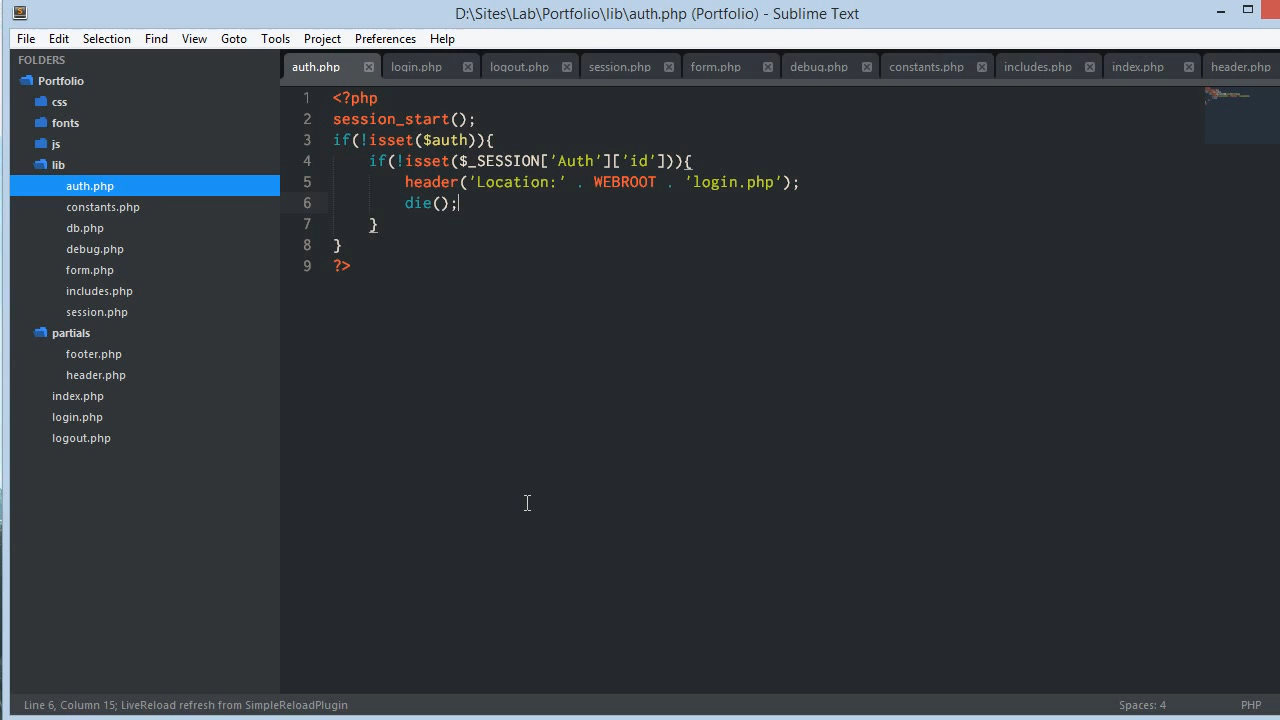 D:\Sites\Lab\Portfolio\lib\auth.php (Portfolio) - Sublime Text
File Edit Selection Find View Goto Tools Project Preferences Help
FOLDERS
Portfolio
css
fonts
js
lib
auth.php
constants.php
db.php
debug.php
form.php
includes.php
session.php
partials
footer.php
header.php
index.php
login.php
logout.php
auth.php login.php logout.php session.php form.php debug.php constants.php includes.php index.php header.php
1 <?php
2 session_start();
3 if(!isset($auth)){
4 if(!isset($_SESSION['Auth']['id'])){
5 header('Location:' . WEBROOT . 'login.php');
6 die();
7 }
8 }
9 ?>
Line 6, Column 15; LiveReload refresh from SimpleReloadPlugin
Spaces: 4
PHP